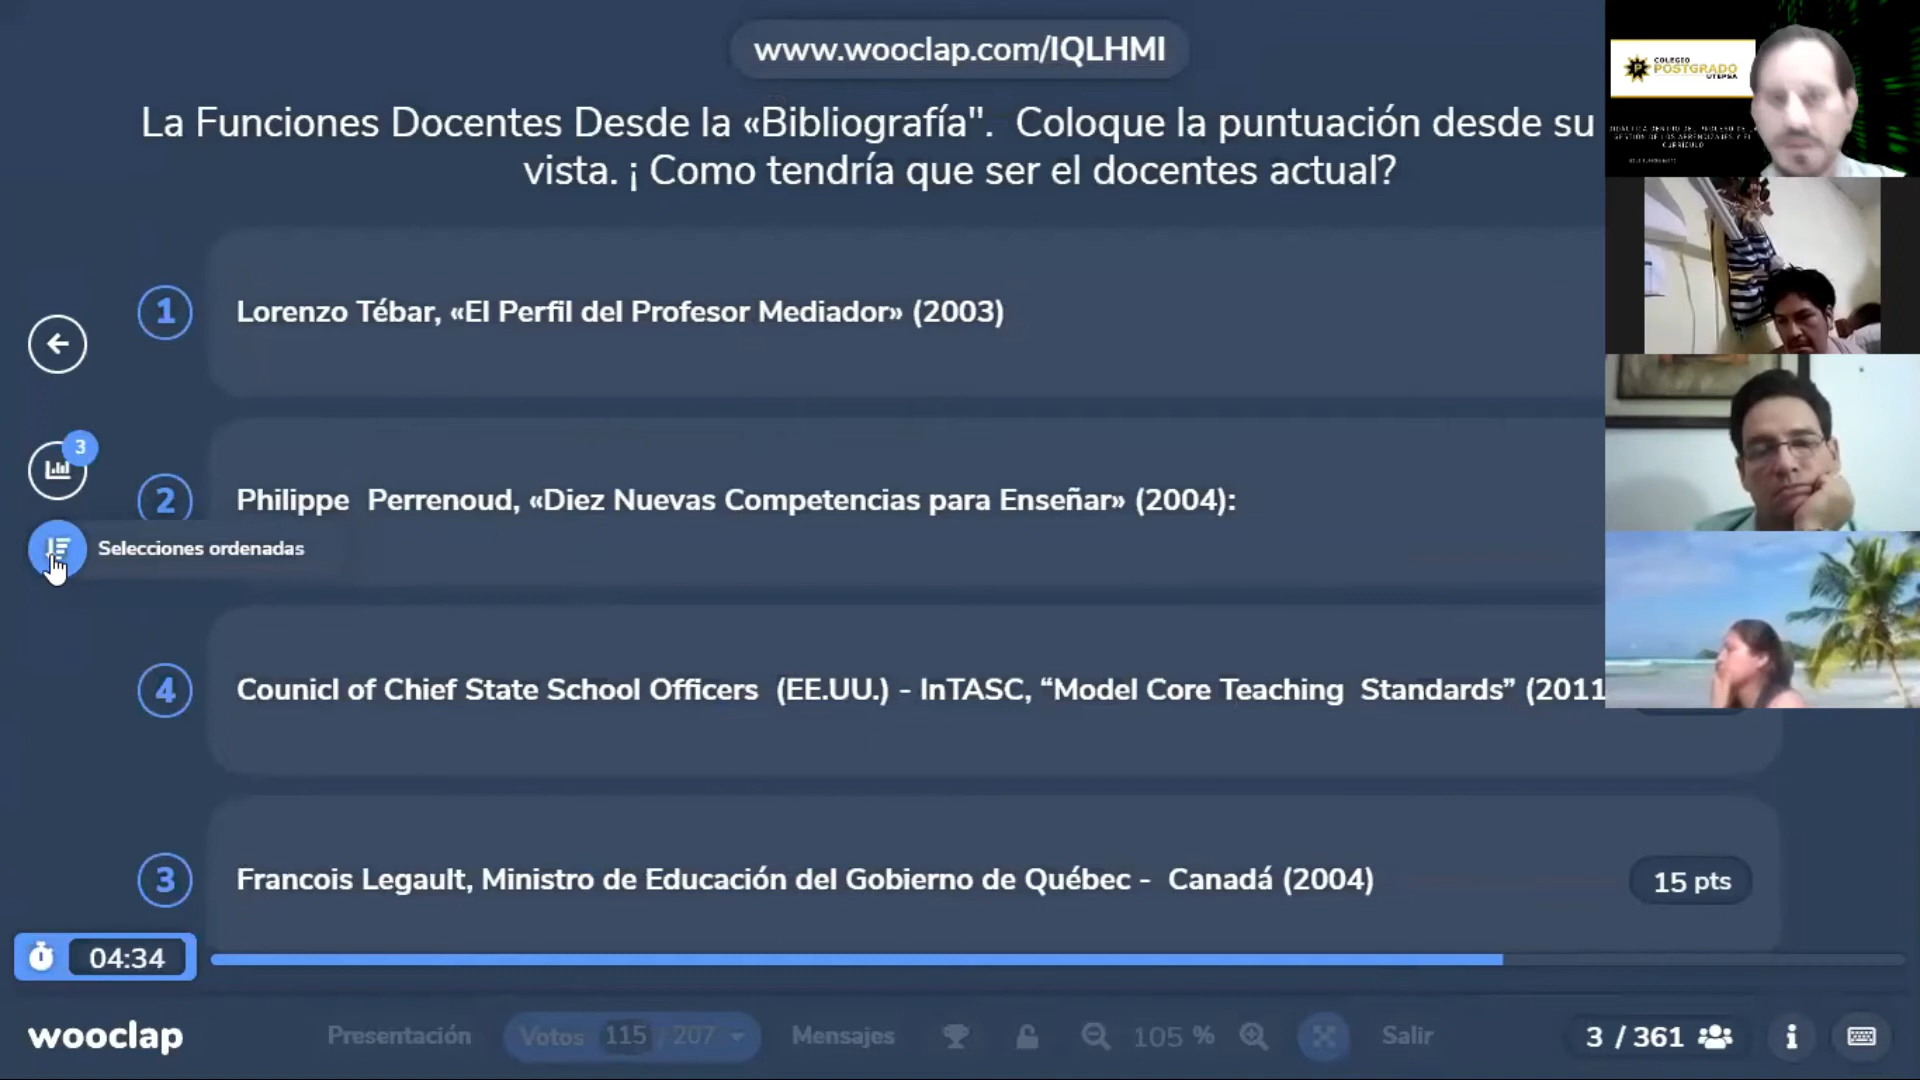 www.wooclap.com/IQLHMI
La Funciones Docentes Desde la «Bibliografía". Coloque la puntuación desde su
vista. ¡ Como tendría que ser el docentes actual?
1 Lorenzo Tébar, «El Perfil del Profesor Mediador» (2003)
3
2 Philippe Perrenoud, «Diez Nuevas Competencias para Enseñar» (2004):
Selecciones ordenadas
4 Counicl of Chief State School Officers (EE.UU.) - InTASC, “Model Core Teaching Standards” (2011
3 Francois Legault, Ministro de Educación del Gobierno de Québec - Canadá (2004) 15 pts
04:34
wooclap Presentación Votos 115 / 207 Mensajes 105 % Salir 3 / 361
COLEGIO
POSTGRADO
UTEPSA